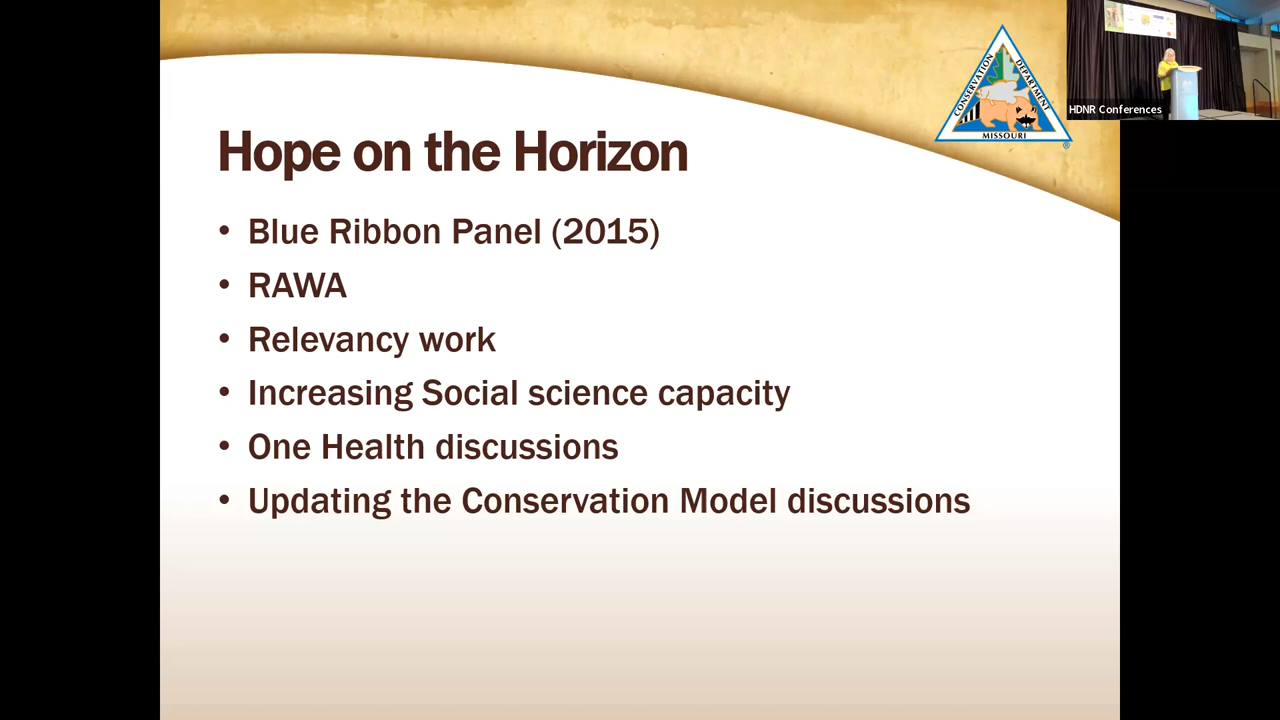 CONSERVATION DEPARTMENT
MISSOURI
®
HDNR Conferences
Hope on the Horizon
• Blue Ribbon Panel (2015)
• RAWA
• Relevancy work
• Increasing Social science capacity
• One Health discussions
• Updating the Conservation Model discussions